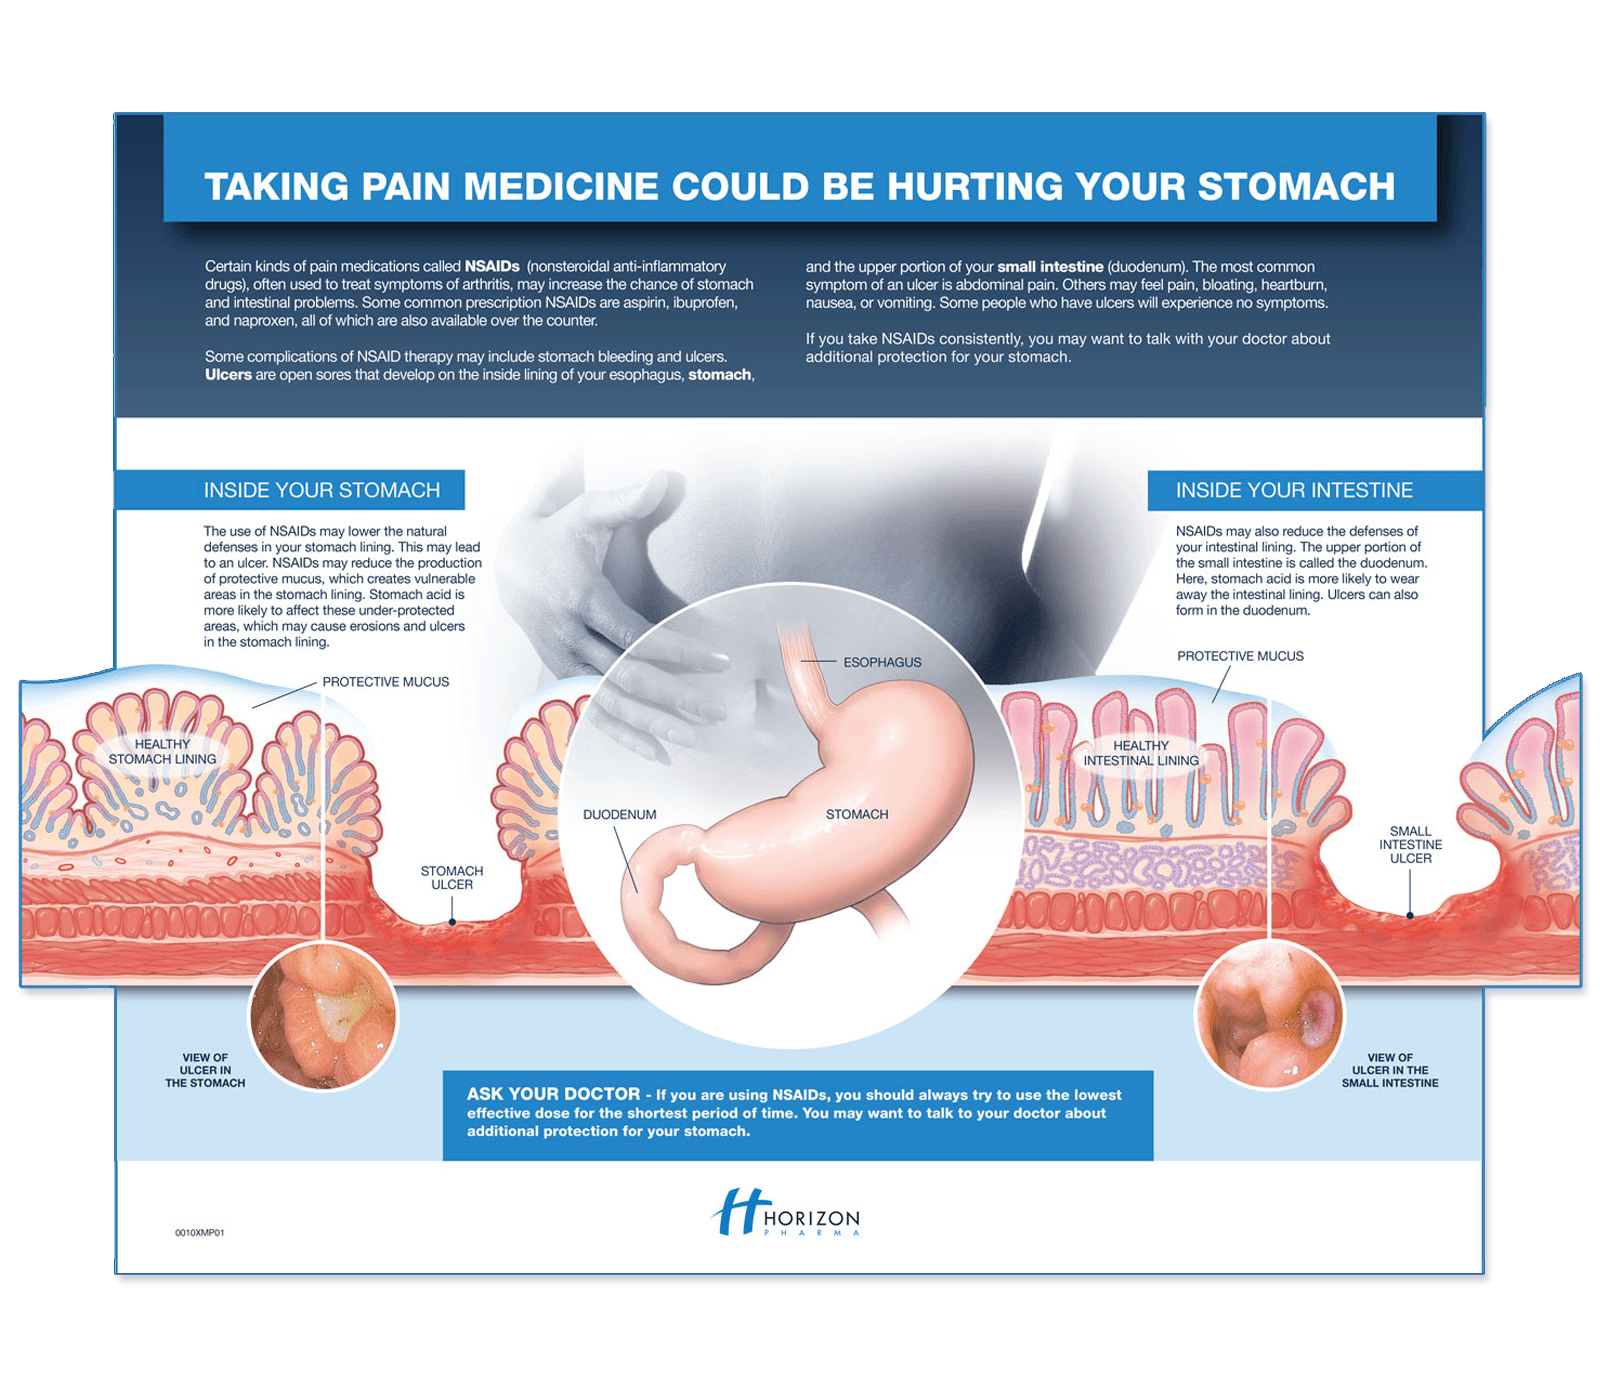 TAKING PAIN MEDICINE COULD BE HURTING YOUR STOMACH
Certain kinds of pain medications called NSAIDs (nonsteroidal anti-inflammatory
drugs), often used to treat symptoms of arthritis, may increase the chance of stomach
and intestinal problems. Some common prescription NSAIDs are aspirin, ibuprofen,
and naproxen, all of which are also available over the counter.
Some complications of NSAID therapy may include stomach bleeding and ulcers.
Ulcers are open sores that develop on the inside lining of your esophagus, stomach,
and the upper portion of your small intestine (duodenum). The most common
symptom of an ulcer is abdominal pain. Others may feel pain, bloating, heartburn,
nausea, or vomiting. Some people who have ulcers will experience no symptoms.
If you take NSAIDs consistently, you may want to talk with your doctor about
additional protection for your stomach.
INSIDE YOUR STOMACH
The use of NSAIDs may lower the natural
defenses in your stomach lining. This may lead
to an ulcer. NSAIDs may reduce the production
of protective mucus, which creates vulnerable
areas in the stomach lining. Stomach acid is
more likely to affect these under-protected
areas, which may cause erosions and ulcers
in the stomach lining.
PROTECTIVE MUCUS
HEALTHY
STOMACH LINING
STOMACH
ULCER
VIEW OF
ULCER IN
THE STOMACH
ESOPHAGUS
DUODENUM
STOMACH
INSIDE YOUR INTESTINE
NSAIDs may also reduce the defenses of
your intestinal lining. The upper portion of
the small intestine is called the duodenum.
Here, stomach acid is more likely to wear
away the intestinal lining. Ulcers can also
form in the duodenum.
PROTECTIVE MUCUS
HEALTHY
INTESTINAL LINING
SMALL
INTESTINE
ULCER
VIEW OF
ULCER IN THE
SMALL INTESTINE
ASK YOUR DOCTOR - If you are using NSAIDs, you should always try to use the lowest
effective dose for the shortest period of time. You may want to talk to your doctor about
additional protection for your stomach.
HORIZON
PHARMA
0010XMP01